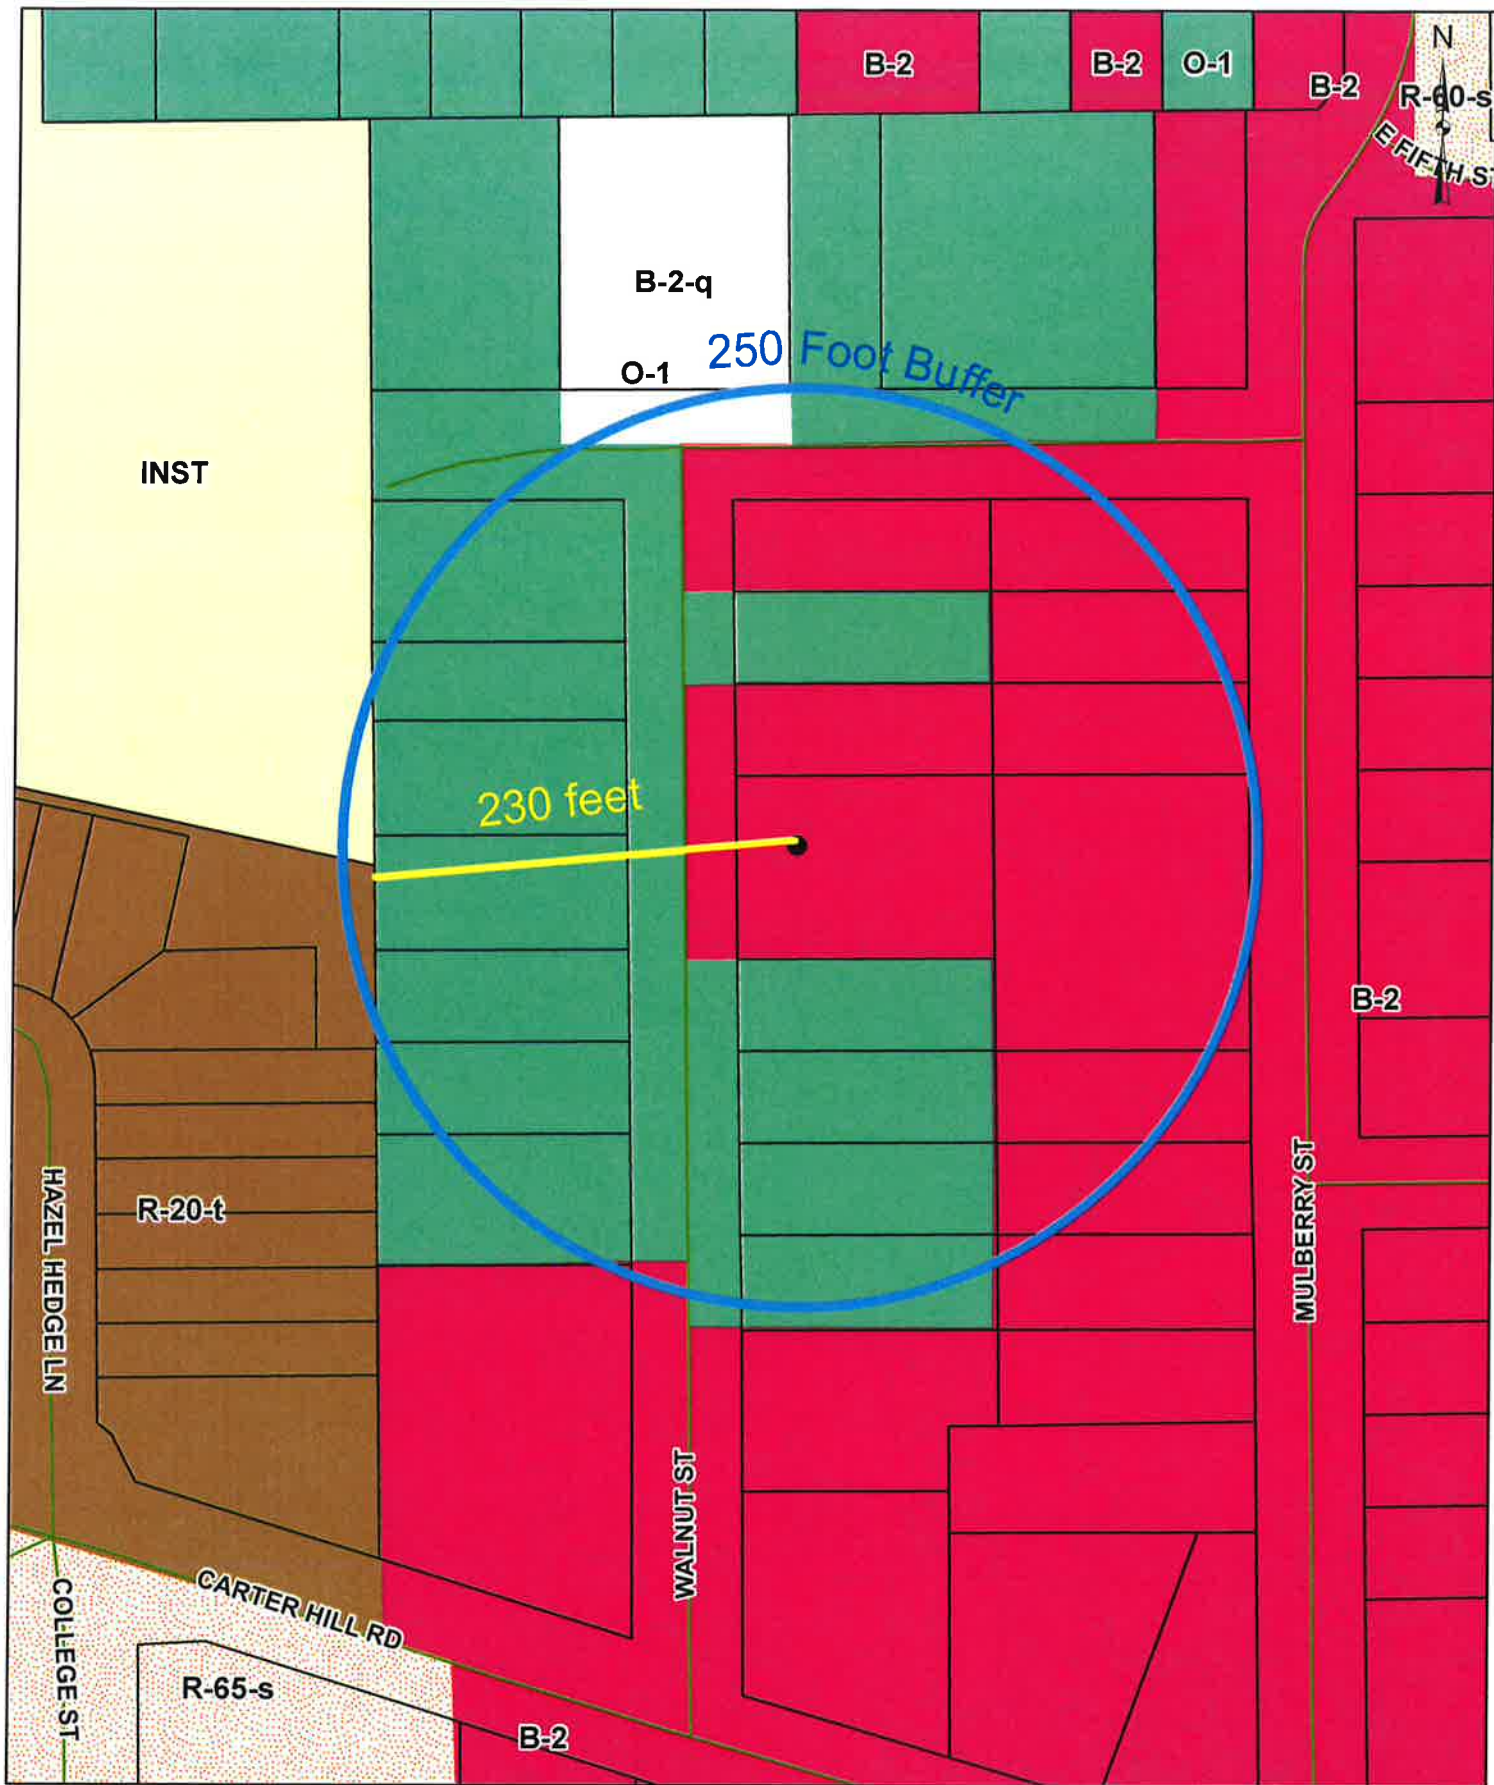 N
B-2
B-2
O-1
B-2
R-60-s
E FIFTH ST
B-2-q
250 Foot Buffer
O-1
INST
230 feet
B-2
HAZEL HEDGE LN
R-20-t
MULBERRY ST
WALNUT ST
CARTER HILL RD
COLLEGE ST
R-65-s
B-2